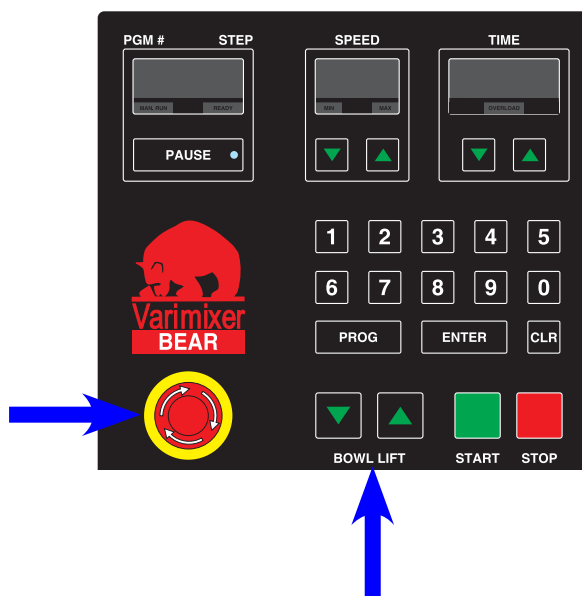 PGM # STEP SPEED TIME
MAN. RUN READY MIN MAX OVERLOAD
PAUSE
1 2 3 4 5
6 7 8 9 0
Varimixer
BEAR
PROG ENTER CLR
BOWL LIFT START STOP